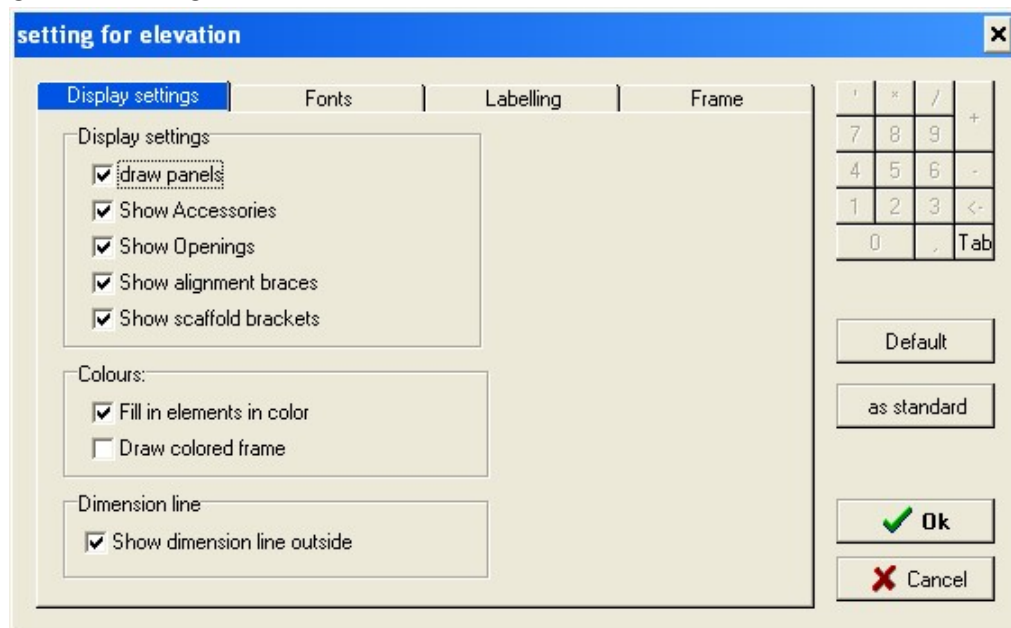 setting for elevation
Display settings Fonts Labelling Frame
Display settings
draw panels
Show Accessories
Show Openings
Show alignment braces
Show scaffold brackets
Colours:
Fill in elements in color
Draw colored frame
Dimension line
Show dimension line outside
' * / +
7 8 9
4 5 6 -
1 2 3 <-
0 , Tab
Default
as standard
Ok
Cancel